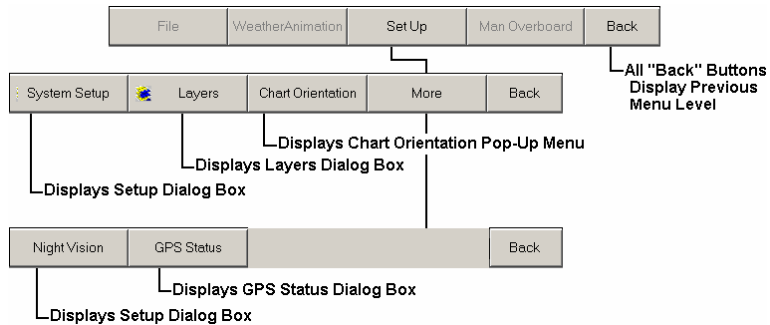 File WeatherAnimation Set Up Man Overboard Back
All "Back" Buttons
Display Previous
Menu Level
System Setup Layers Chart Orientation More Back
Displays Chart Orientation Pop-Up Menu
Displays Layers Dialog Box
Displays Setup Dialog Box
Night Vision GPS Status Back
Displays GPS Status Dialog Box
Displays Setup Dialog Box